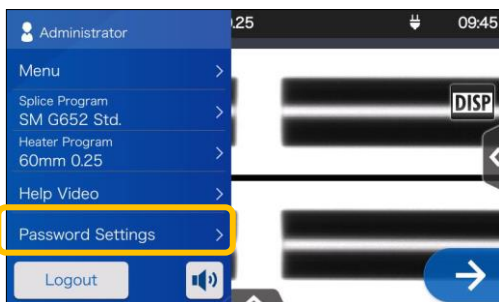 Administrator
.25
09:45
Menu
Splice Program
SM G652 Std.
DISP
Heater Program
60mm 0.25
Help Video
Password Settings
Logout